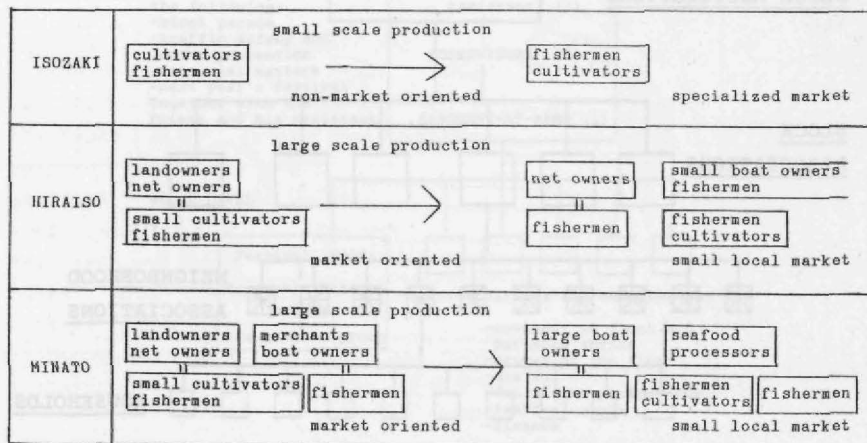 small scale production
ISOZAKI
cultivators
fishermen
fishermen
cultivators
non-market oriented
specialized market
large scale production
HIRAISO
landowners
net owners
small cultivators
fishermen
net owners
fishermen
small boat owners
fishermen
fishermen
cultivators
market oriented
small local market
large scale production
MINATO
landowners
net owners
merchants
boat owners
small cultivators
fishermen
fishermen
large boat
owners
seafood
processors
fishermen
fishermen
cultivators
fishermen
market oriented
small local market
NEIGHBORHOOD
ASSOCIATIONS
HOUSEHOLDS
BLOCK